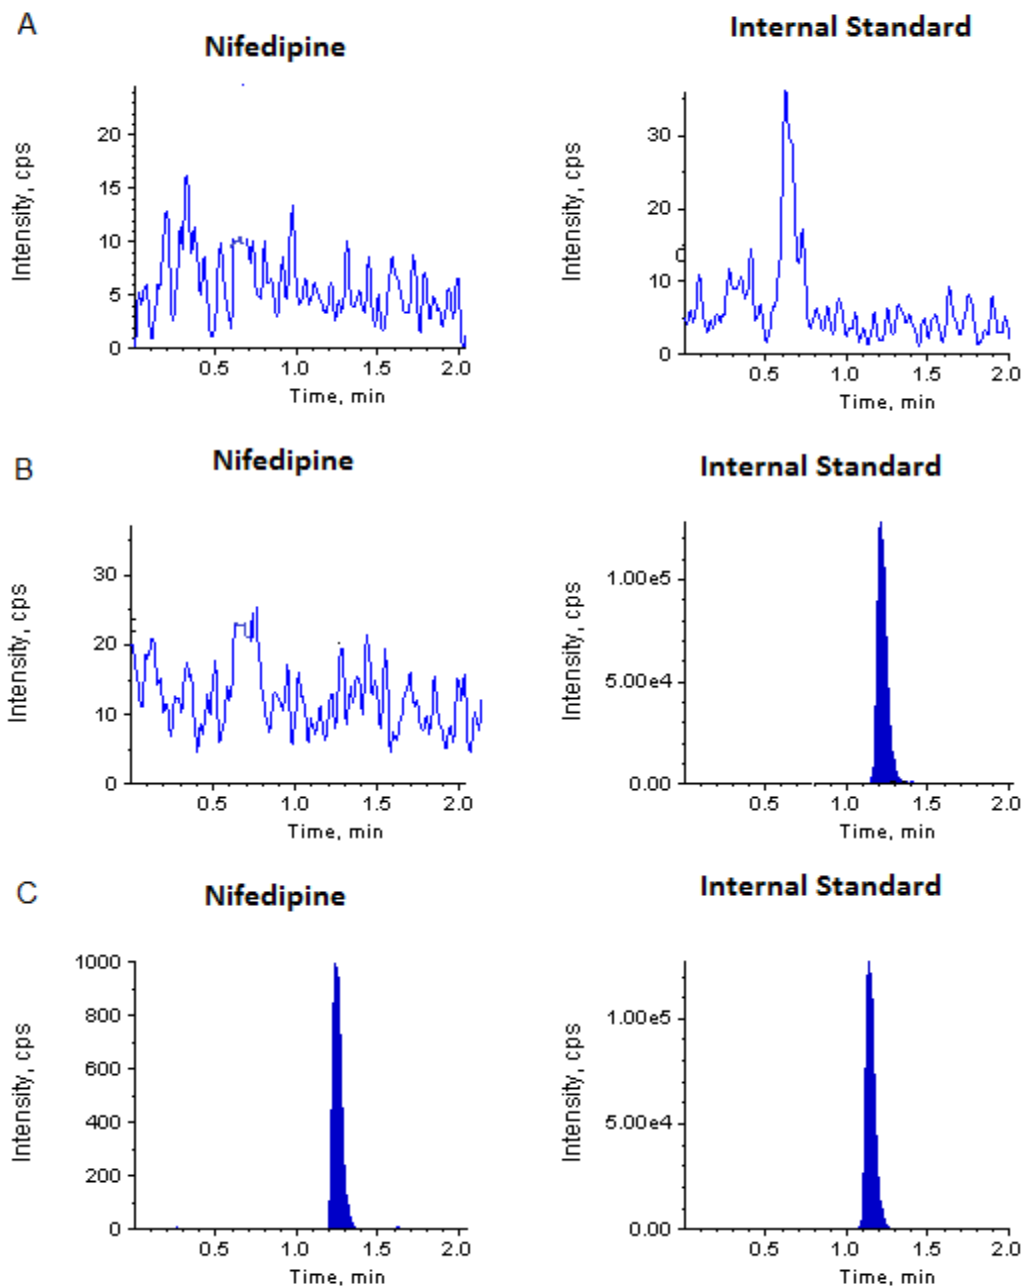 A
Nifedipine
Internal Standard
Intensity, cps
20
15
10
5
0
0.5 1.0 1.5 2.0
Time, min
Intensity, cps
30
20
10
0
0.5 1.0 1.5 2.0
Time, min
B
Nifedipine
Internal Standard
Intensity, cps
30
20
10
0
0.5 1.0 1.5 2.0
Time, min
Intensity, cps
1.00e5
5.00e4
0.00
0.5 1.0 1.5 2.0
Time, min
C
Nifedipine
Internal Standard
Intensity, cps
1000
800
600
400
200
0
0.5 1.0 1.5 2.0
Time, min
Intensity, cps
1.00e5
5.00e4
0.00
0.5 1.0 1.5 2.0
Time, min